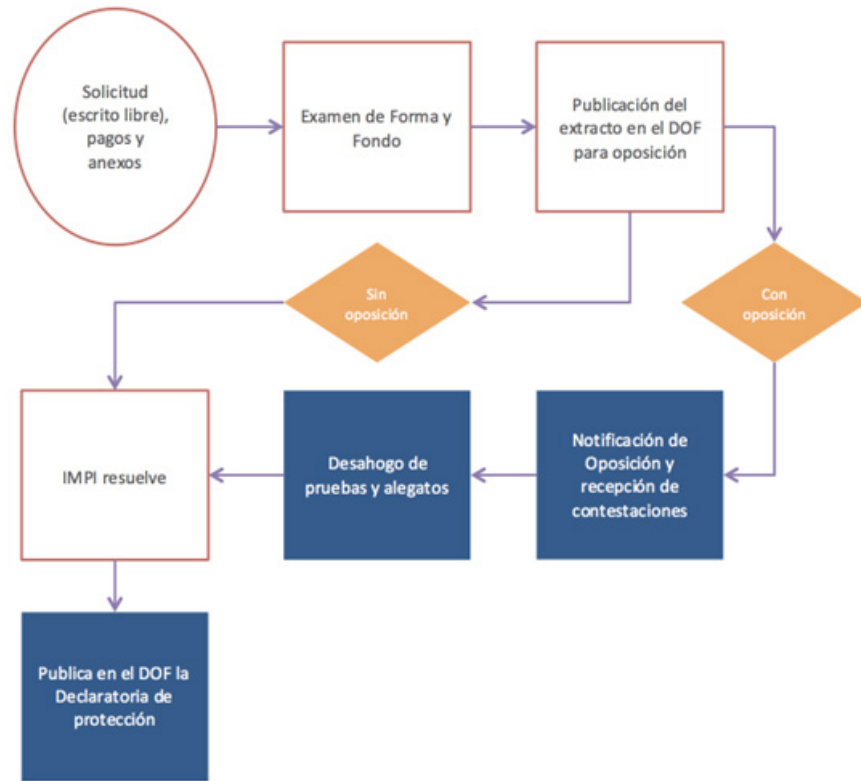 Solicitud
(escrito libre),
pagos y
anexos
Examen de Forma y
Fondo
Publicación del
extracto en el DOF
para oposición
Sin
oposición
Con
oposición
IMPI resuelve
Desahogo de
pruebas y alegatos
Notificación de
Oposición y
recepción de
contestaciones
Publica en el DOF la
Declaratoria de
protección